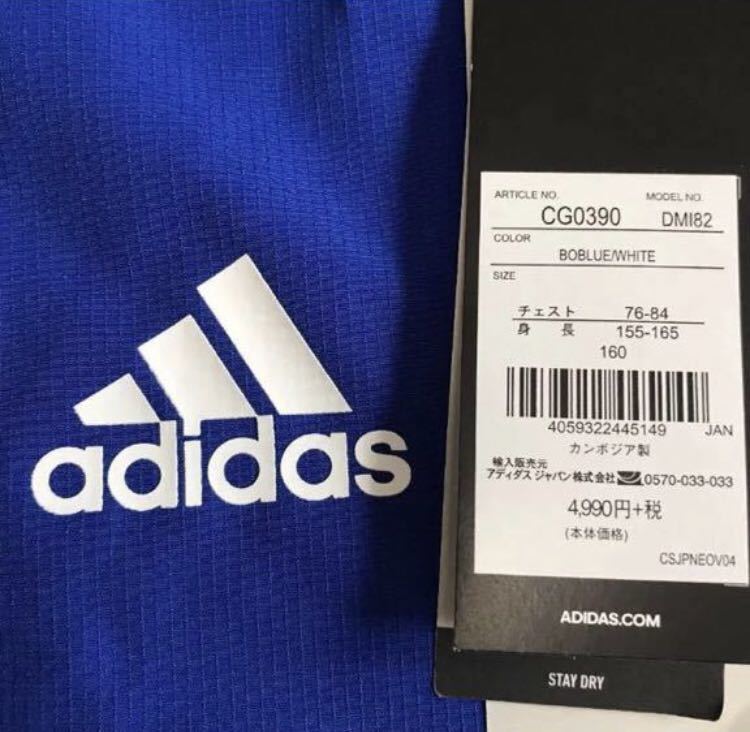 adidas
ARTICLE NO. MODEL NO.
CG0390 DMI82
COLOR
BOBLUE/WHITE
SIZE
チェスト 76-84
身長 155-165
160
4059322445149 JAN
カンボジア製
輸入販売元
アディダス ジャパン株式会社 0570-033-033
4,990円+税
(本体価格)
CSJPNEOV04
ADIDAS.COM
STAY DRY